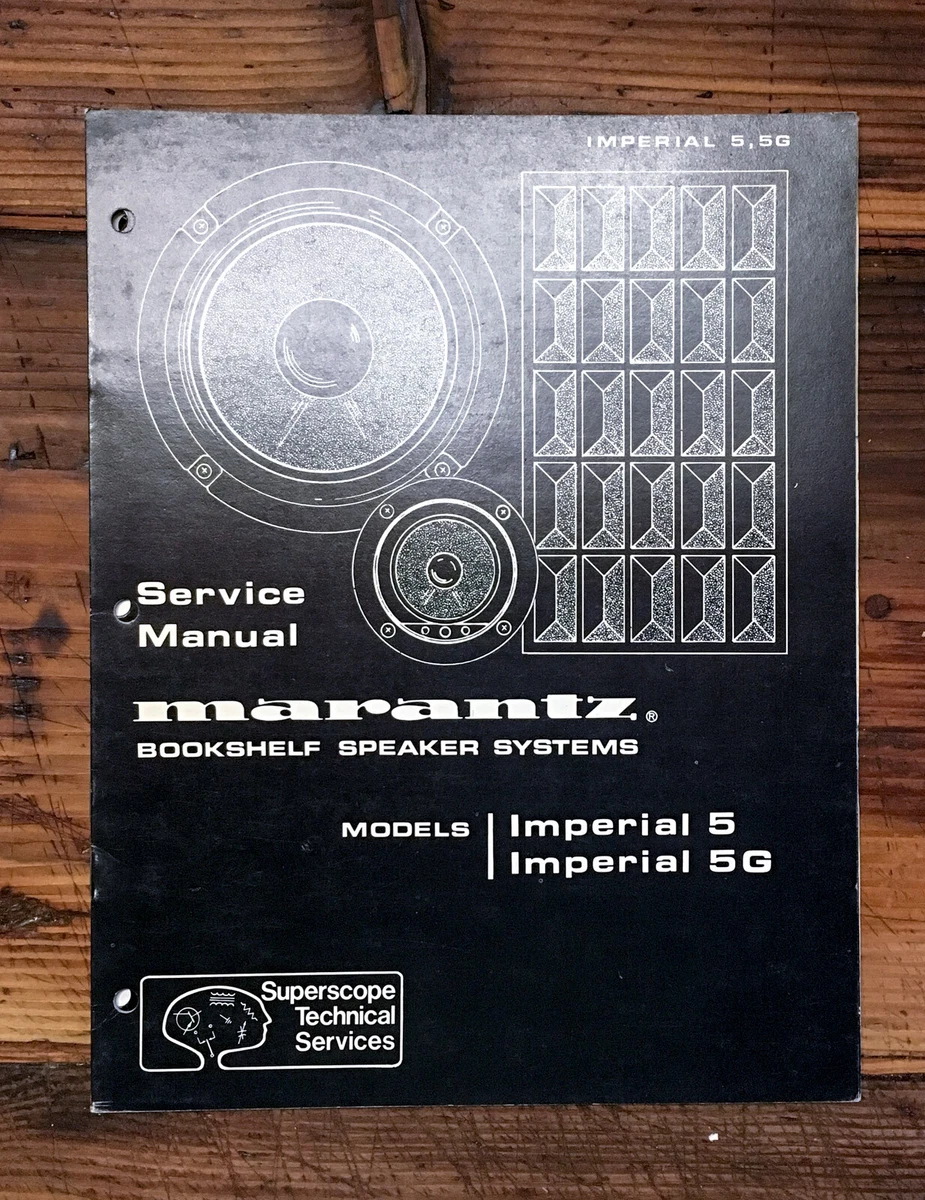 IMPERIAL 5,5G
Service
Manual
marantz®
BOOKSHELF SPEAKER SYSTEMS
MODELS
Imperial 5
Imperial 5G
Superscope
Technical
Services